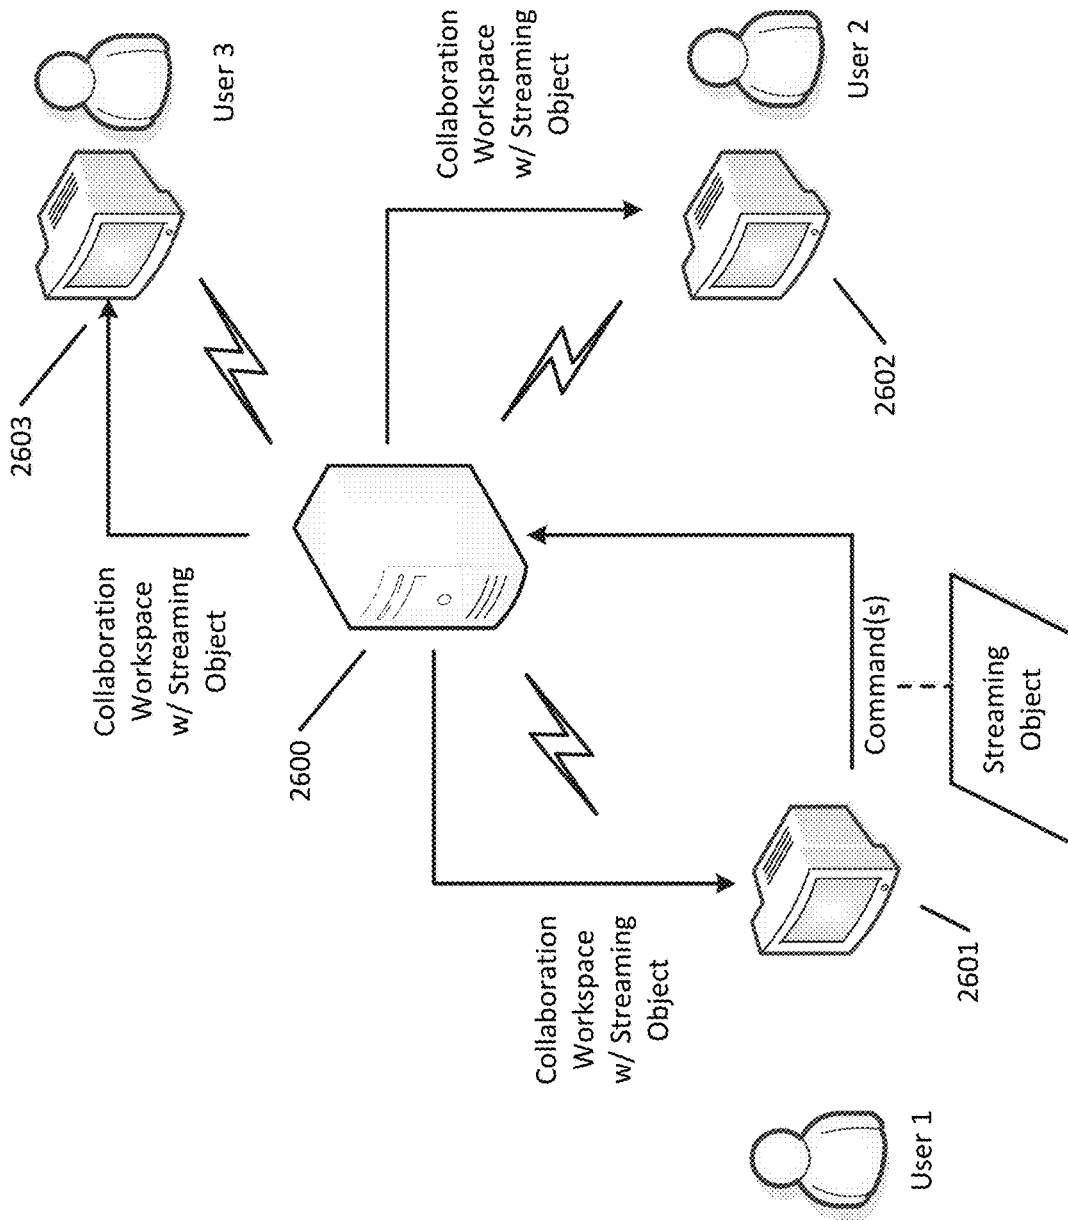 User 3
2603
Collaboration
Workspace
w/ Streaming
Object
Collaboration
Workspace
w/ Streaming
Object
User 2
2602
2600
Collaboration
Workspace
w/ Streaming
Object
Command(s)
Streaming
Object
2601
User 1